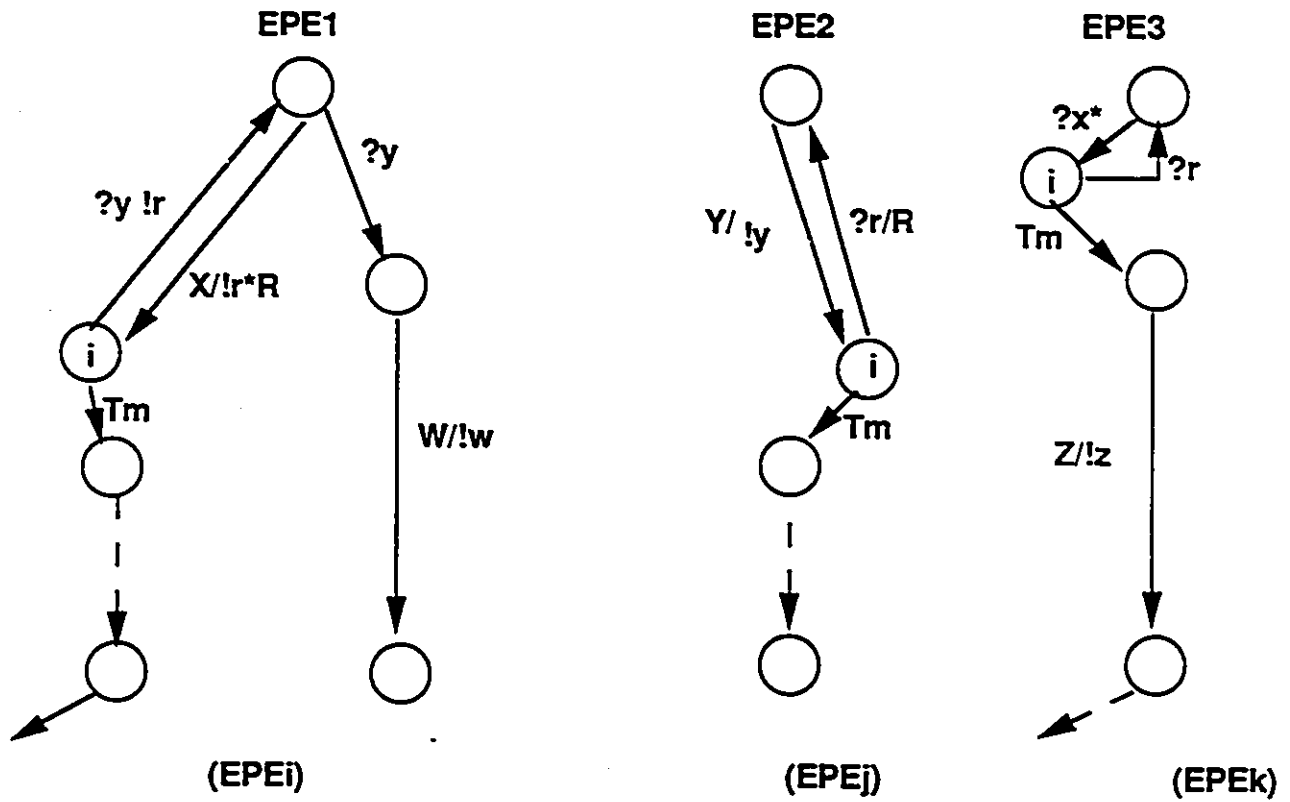 EPE1
EPE2
EPE3
?x*
?y
i
?r
?y !r
Y/ !y
?r/R
Tm
X/!r*R
i
i
Tm
Tm
W/!w
Z/!z
(EPEi)
(EPEj)
(EPEk)